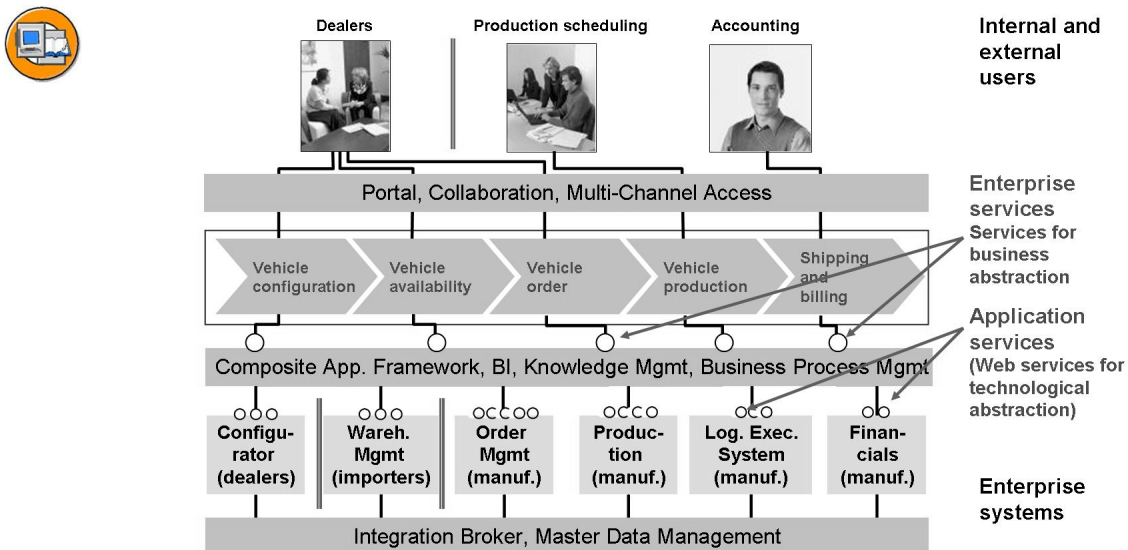 Dealers
Production scheduling
Accounting
Internal and
external
users
Portal, Collaboration, Multi-Channel Access
Enterprise
services
Services for
business
abstraction
Vehicle
configuration
Vehicle
availability
Vehicle
order
Vehicle
production
Shipping
and
billing
Application
services
(Web services for
technological
abstraction)
Composite App. Framework, BI, Knowledge Mgmt, Business Process Mgmt
Configu-
rator
(dealers)
Wareh.
Mgmt
(importers)
Order
Mgmt
(manuf.)
Produc-
tion
(manuf.)
Log. Exec.
System
(manuf.)
Finan-
cials
(manuf.)
Enterprise
systems
Integration Broker, Master Data Management